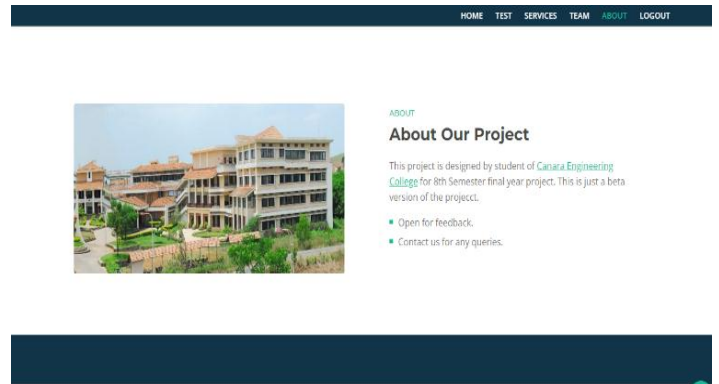 HOME TEST SERVICES TEAM ABOUT LOGOUT
ABOUT
About Our Project
This project is designed by student of Canara Engineering
College for 8th Semester final year project. This is just a beta
version of the projecct.
Open for feedback.
Contact us for any queries.